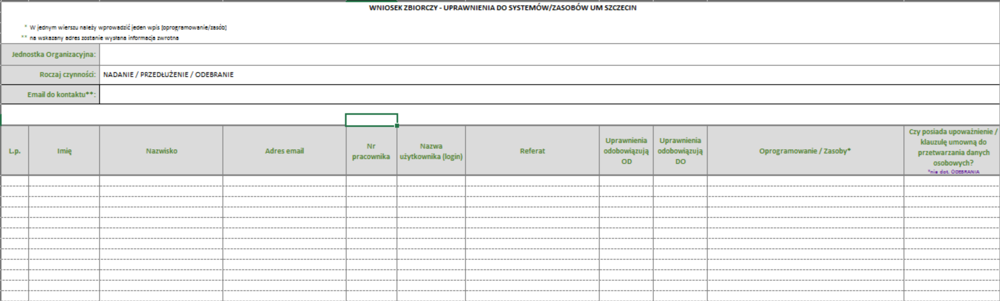 WNIOSEK ZBIORCZY - UPRAWNIENIA DO SYSTEMÓW/ZASOBÓW UM SZCZECIN
* W jednym wierszu należy wprowadzić jeden wpis [oprogramowanie/zasób]
** na wskazany adres zostanie wysłana informacja zwrotna
Jednostka Organizacyjna:
Roczaj czynności: NADANIE / PRZEDŁUŻENIE / ODEBRANIE
Email do kontaktu**:
L.p.
Imię
Nazwisko
Adres email
Nr
pracownika
Nazwa
użytkownika (login)
Referat
Uprawnienia
odobowiązują
OD
Uprawnienia
odobowiązują
DO
Oprogramowanie / Zasoby*
Czy posiada upoważnienie /
klauzulę umowną do
przetwarzania danych
osobowych?
*nie dot. ODEBRANIA